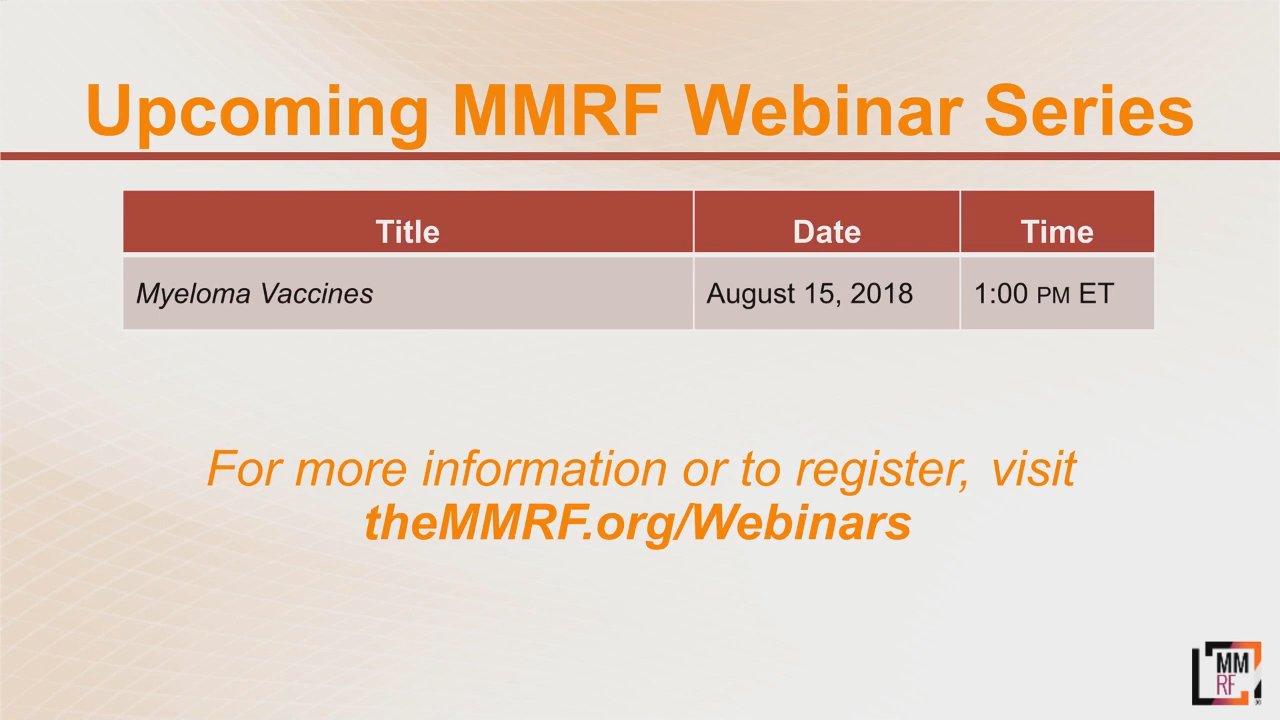 Upcoming MMRF Webinar Series
Title Date Time
Myeloma Vaccines August 15, 2018 1:00 PM ET
For more information or to register, visit
theMMRF.org/Webinars
MM
RF